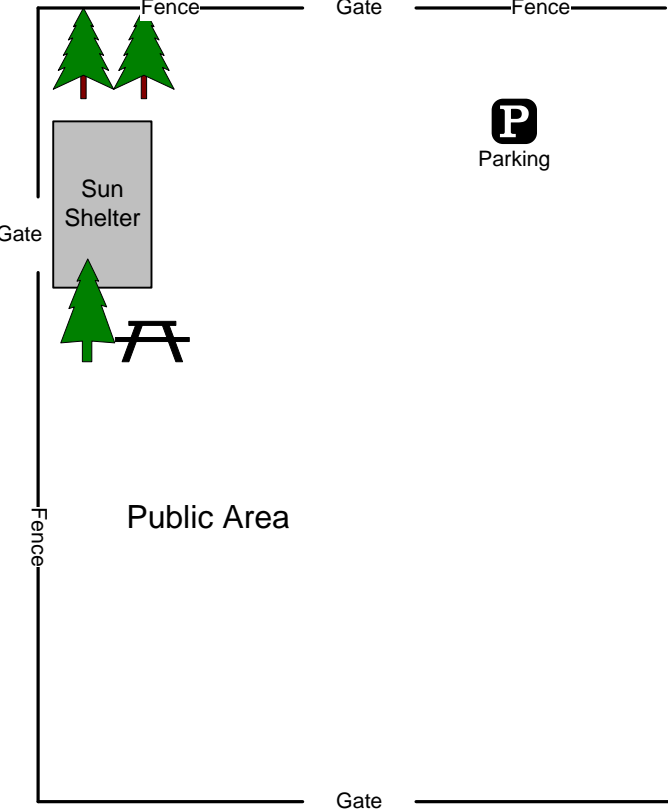 Fence
Gate
Fence
P
Parking
Sun
Shelter
Gate
Public Area
Fence
Gate